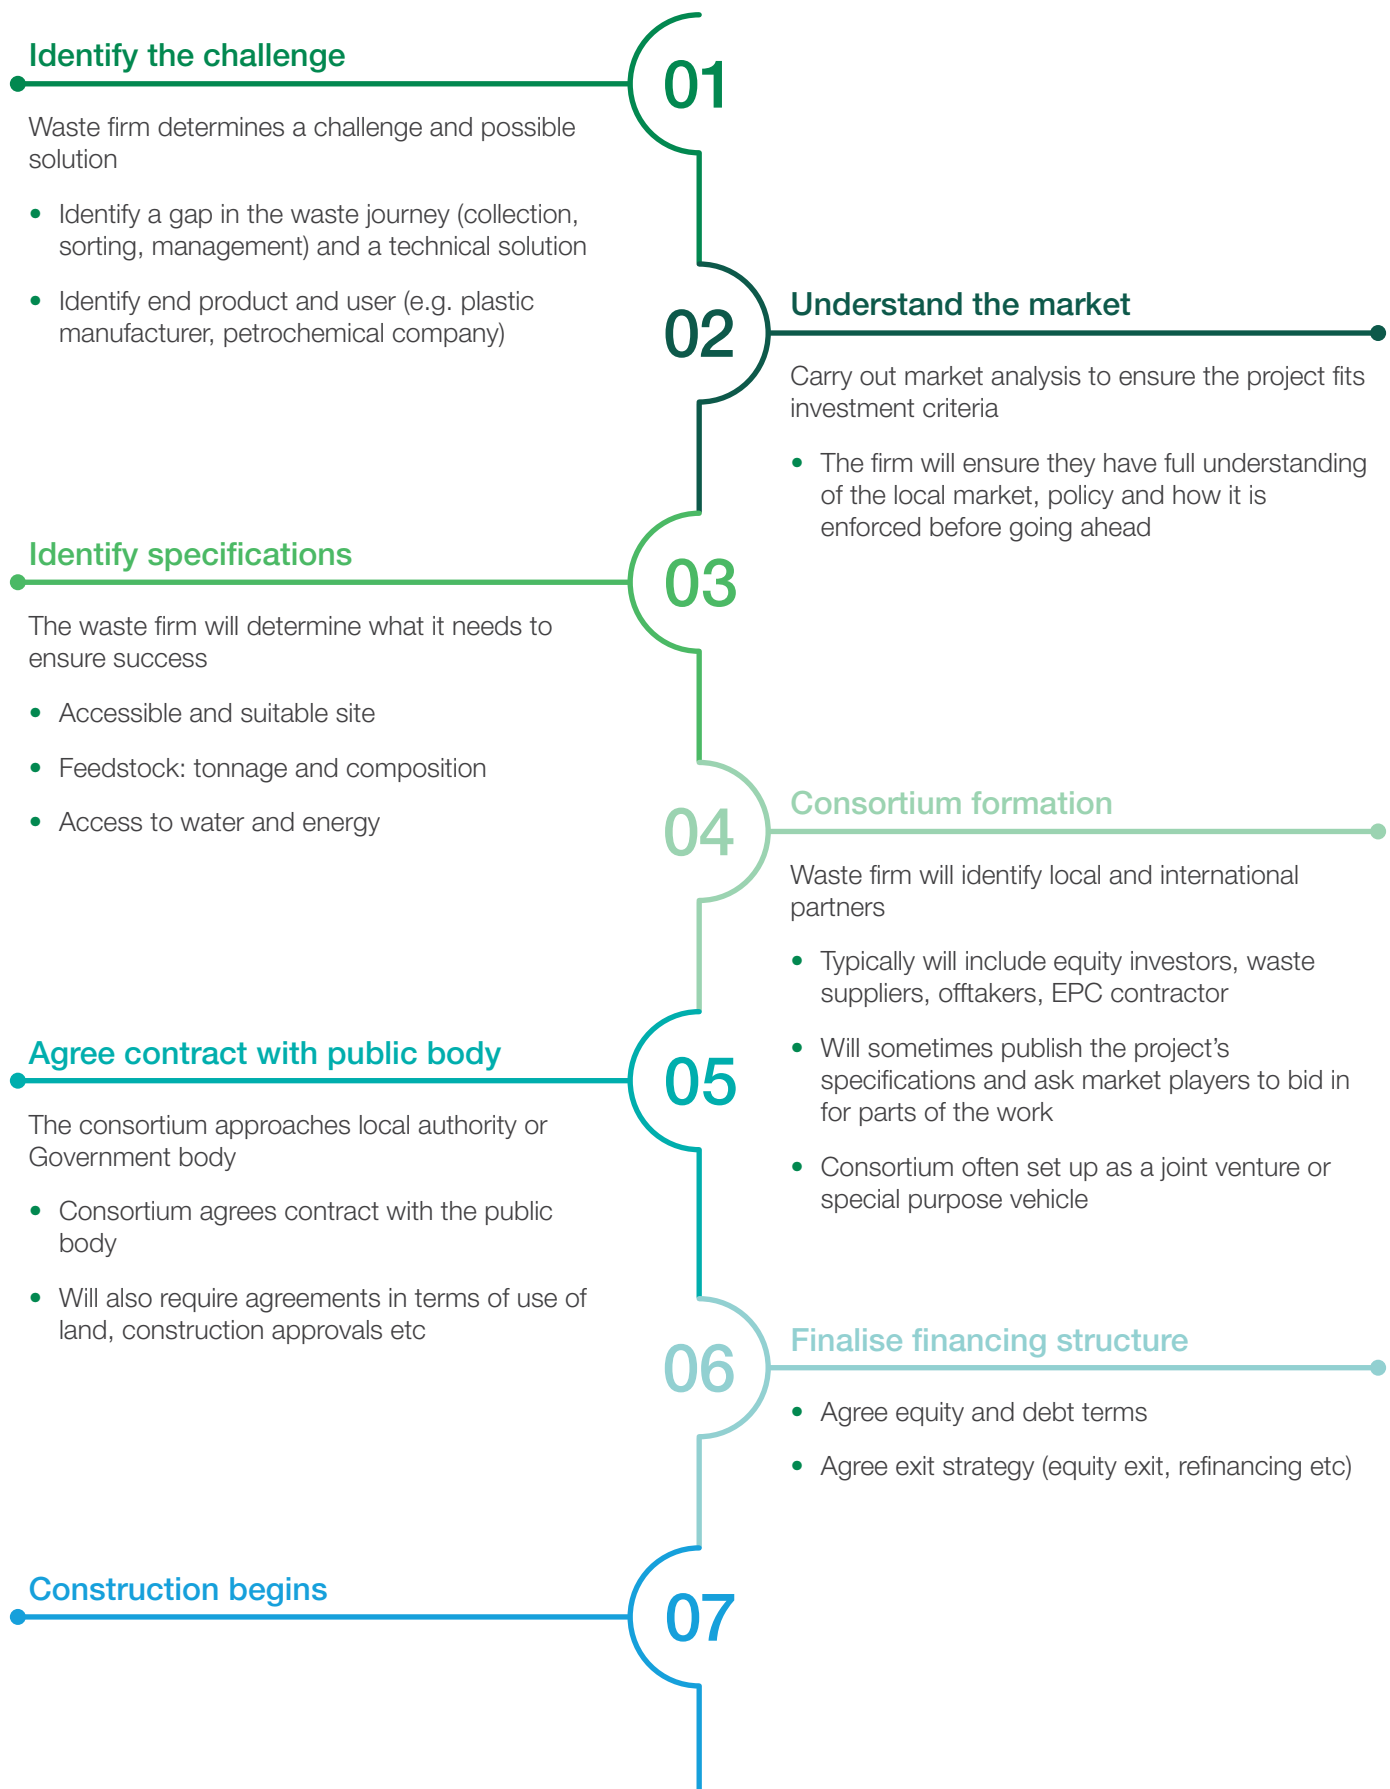 Identify the challenge
01
Waste firm determines a challenge and possible
solution
• Identify a gap in the waste journey (collection,
sorting, management) and a technical solution
• Identify end product and user (e.g. plastic
manufacturer, petrochemical company)
02
Understand the market
Carry out market analysis to ensure the project fits
investment criteria
• The firm will ensure they have full understanding
of the local market, policy and how it is
enforced before going ahead
Identify specifications
03
The waste firm will determine what it needs to
ensure success
• Accessible and suitable site
• Feedstock: tonnage and composition
• Access to water and energy
04
Consortium formation
Waste firm will identify local and international
partners
• Typically will include equity investors, waste
suppliers, offtakers, EPC contractor
• Will sometimes publish the project's
specifications and ask market players to bid in
for parts of the work
• Consortium often set up as a joint venture or
special purpose vehicle
Agree contract with public body
05
The consortium approaches local authority or
Government body
• Consortium agrees contract with the public
body
• Will also require agreements in terms of use of
land, construction approvals etc
06
Finalise financing structure
• Agree equity and debt terms
• Agree exit strategy (equity exit, refinancing etc)
Construction begins
07